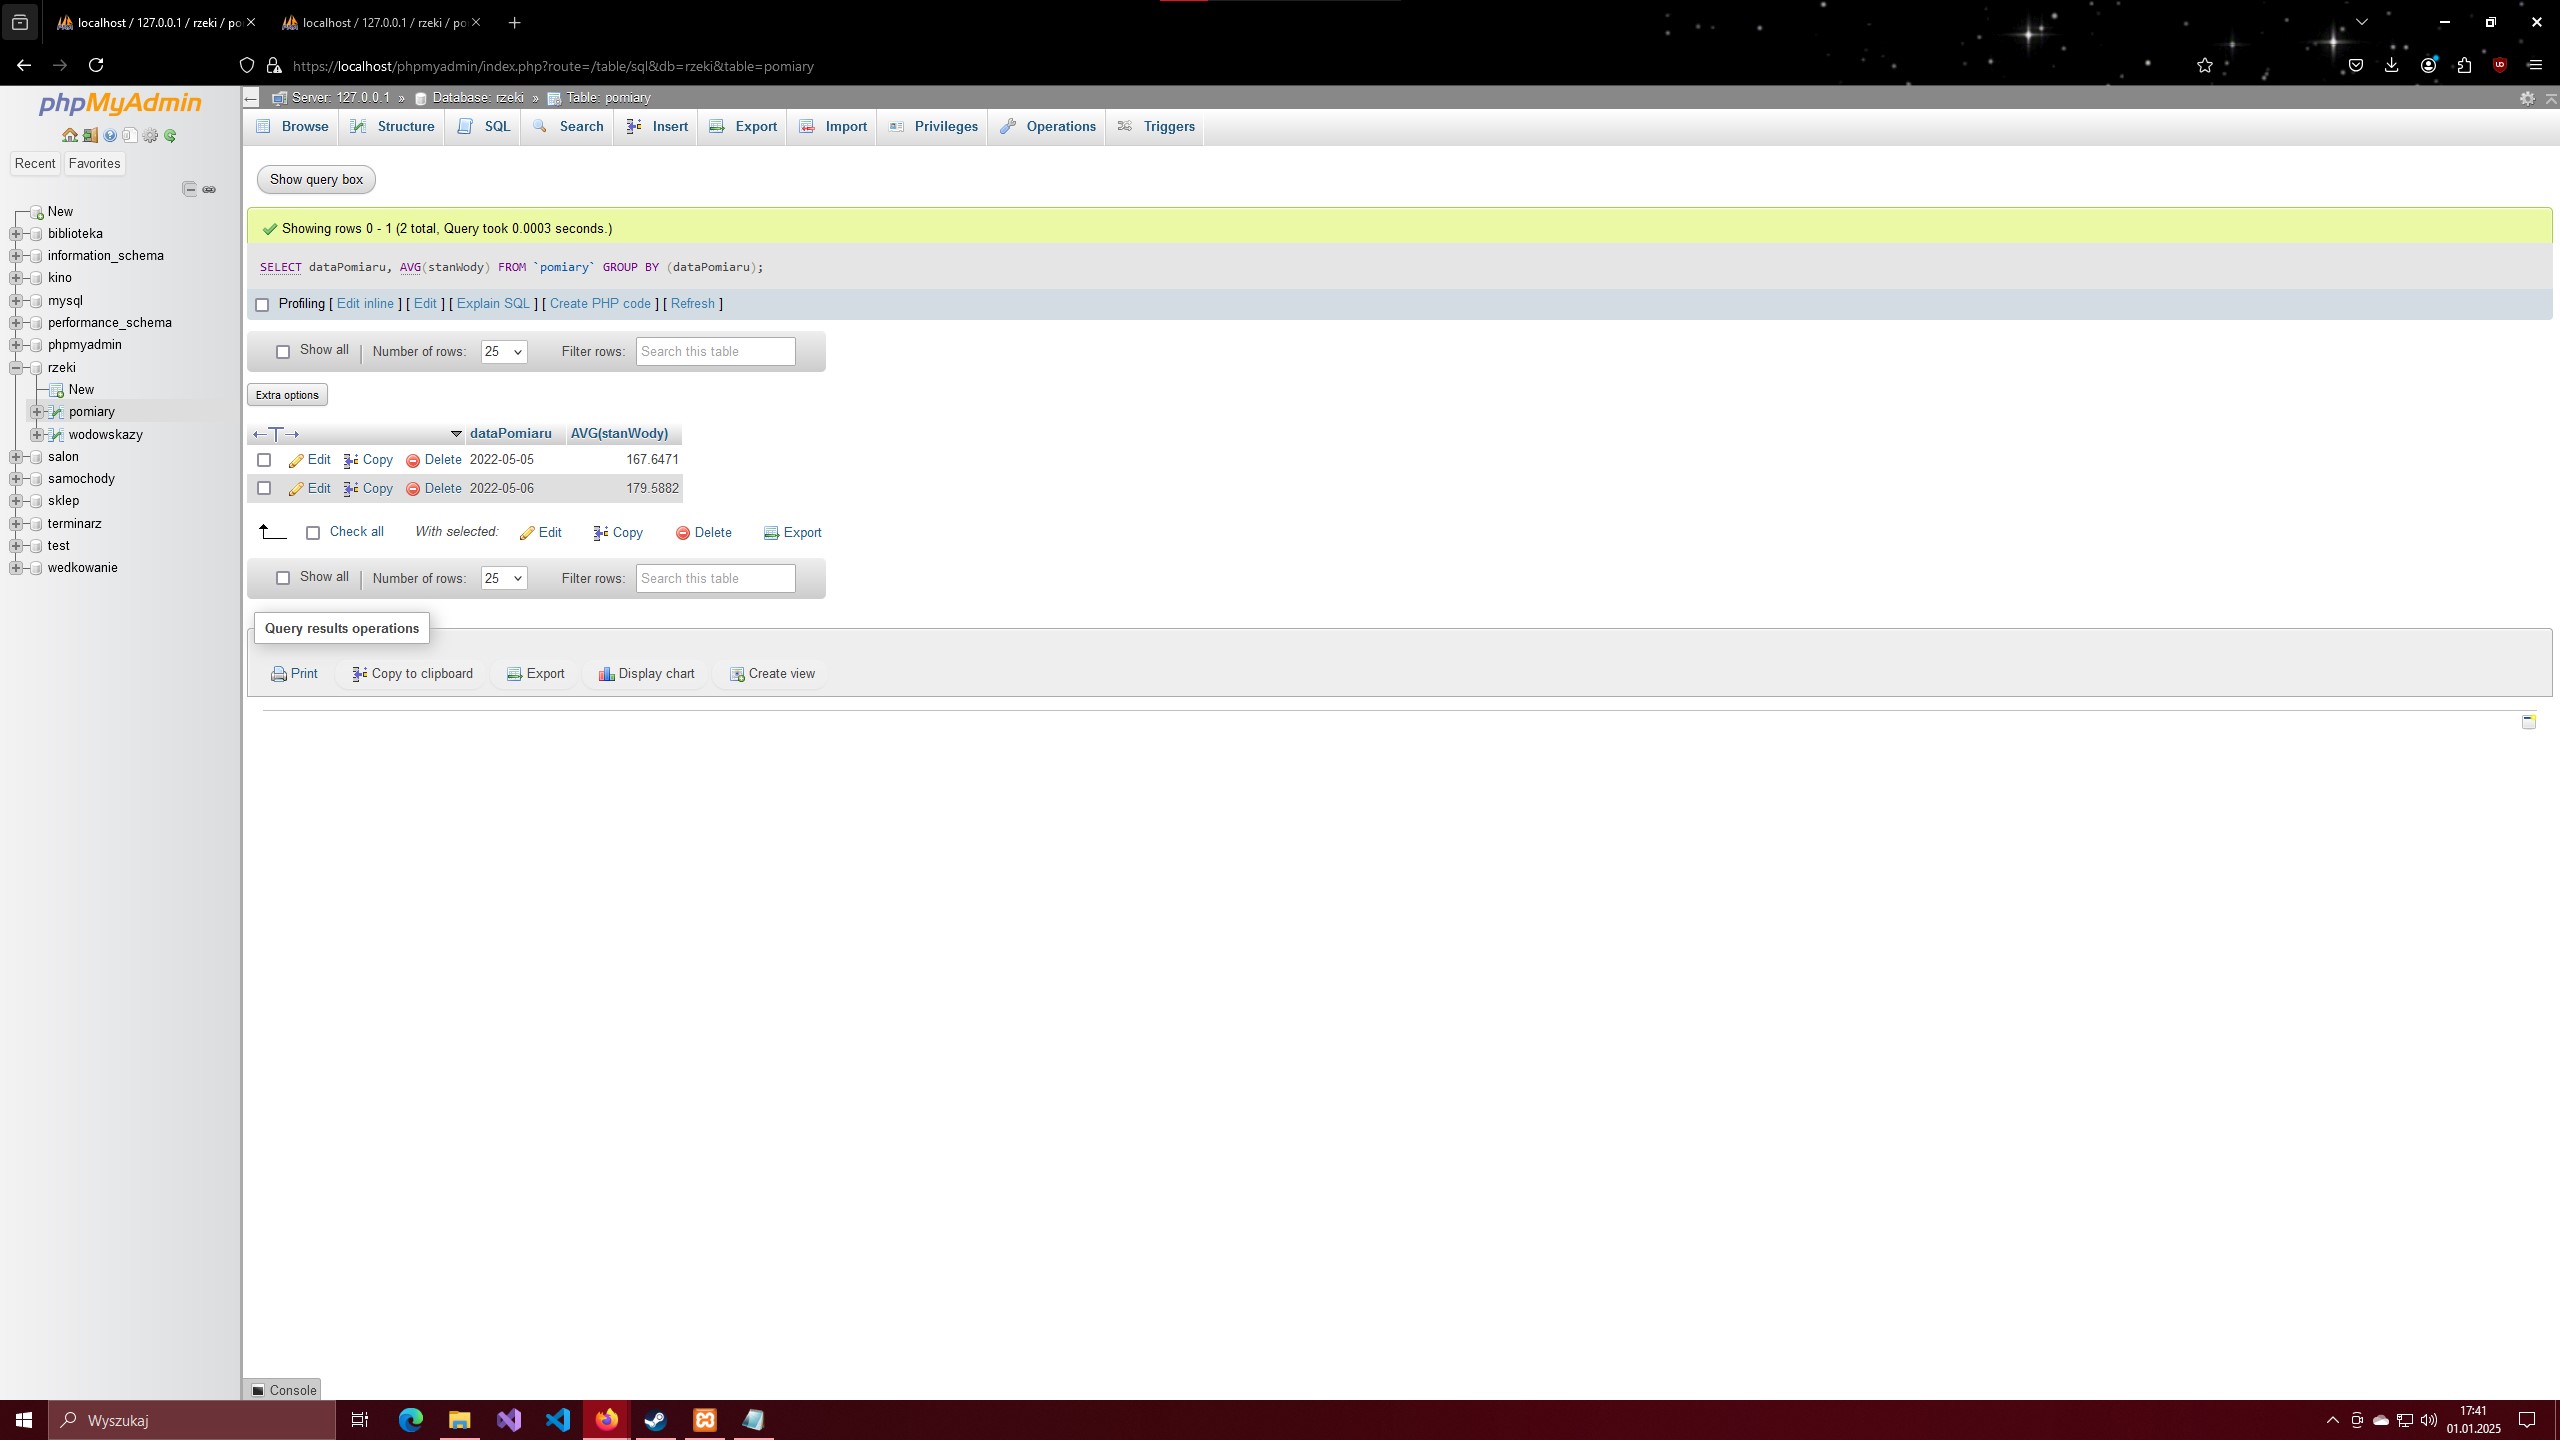 localhost / 127.0.0.1 / rzeki / po
localhost / 127.0.0.1 / rzeki / po
https://localhost/phpmyadmin/index.php?route=/table/sql&db=rzeki&table=pomiary
phpMyAdmin
Recent Favorites
New
biblioteka
information_schema
kino
mysql
performance_schema
phpmyadmin
rzeki
New
pomiary
wodowskazy
salon
samochody
sklep
terminarz
test
wedkowanie
Server: 127.0.0.1 » Database: rzeki » Table: pomiary
Browse Structure SQL Search Insert Export Import Privileges Operations Triggers
Show query box
Showing rows 0 - 1 (2 total, Query took 0.0003 seconds.)
SELECT dataPomiaru, AVG(stanWody) FROM `pomiary` GROUP BY (dataPomiaru);
Profiling [ Edit inline ] [ Edit ] [ Explain SQL ] [ Create PHP code ] [ Refresh ]
Show all | Number of rows: 25 Filter rows: Search this table
Extra options
←T→ dataPomiaru AVG(stanWody)
Edit Copy Delete 2022-05-05 167.6471
Edit Copy Delete 2022-05-06 179.5882
Check all With selected: Edit Copy Delete Export
Show all | Number of rows: 25 Filter rows: Search this table
Query results operations
Print Copy to clipboard Export Display chart Create view
Console
Wyszukaj
17:41
01.01.2025